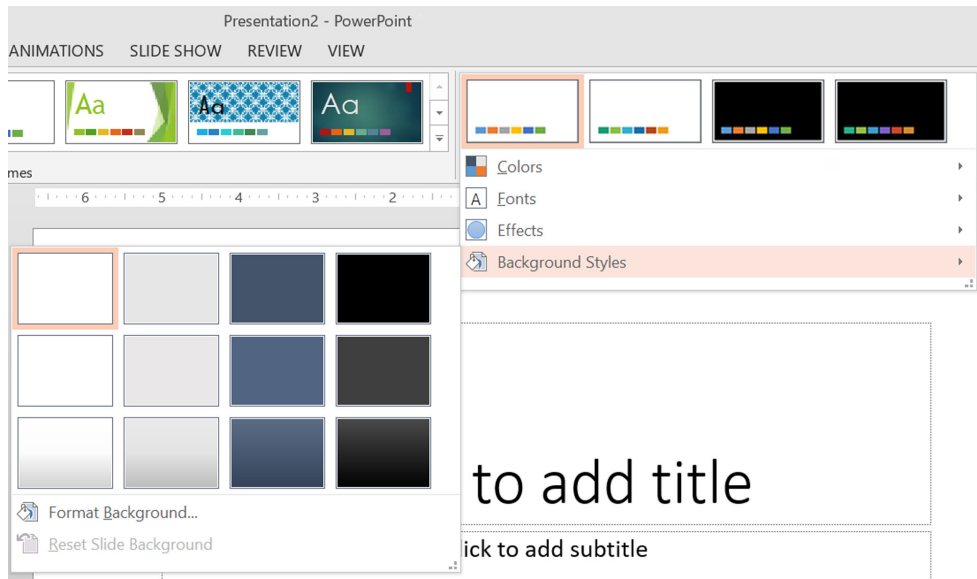 Presentation2 - PowerPoint
ANIMATIONS SLIDE SHOW REVIEW VIEW
Aa Aa Aa
mes
Colors
Fonts
Effects
Background Styles
6 5 4 3 2
Format Background...
Reset Slide Background
to add title
ick to add subtitle